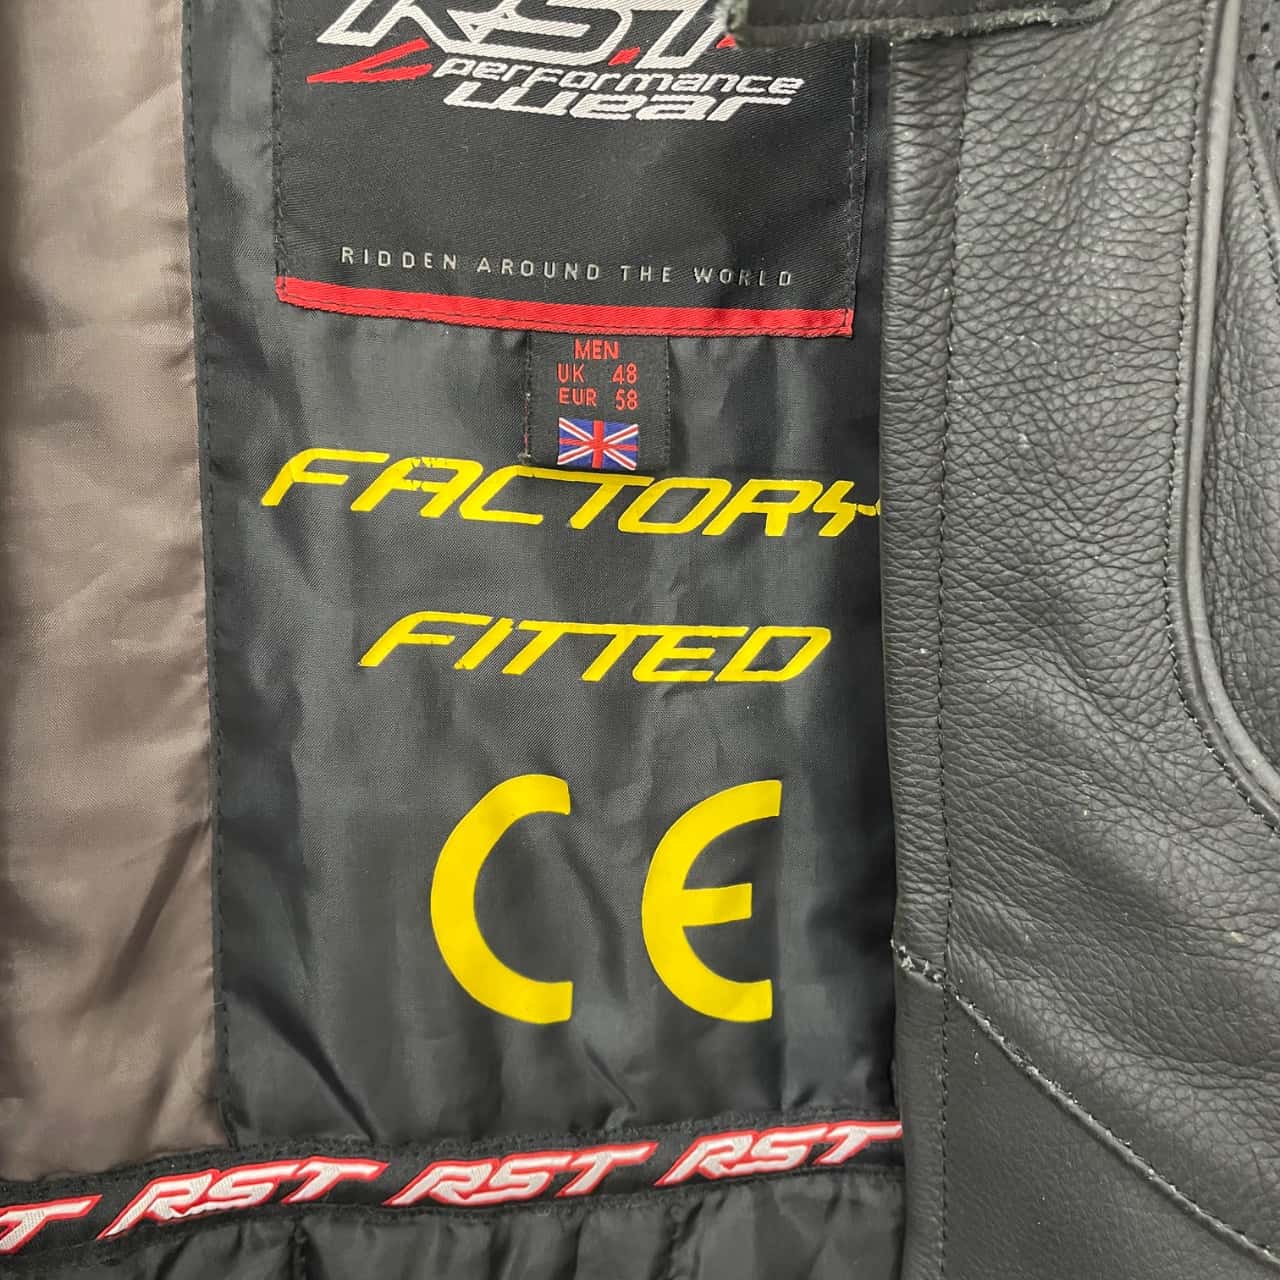 RST
performance
wear
RIDDEN AROUND THE WORLD
MEN
UK 48
EUR 58
FACTORY
FITTED
CE
RST RST RST